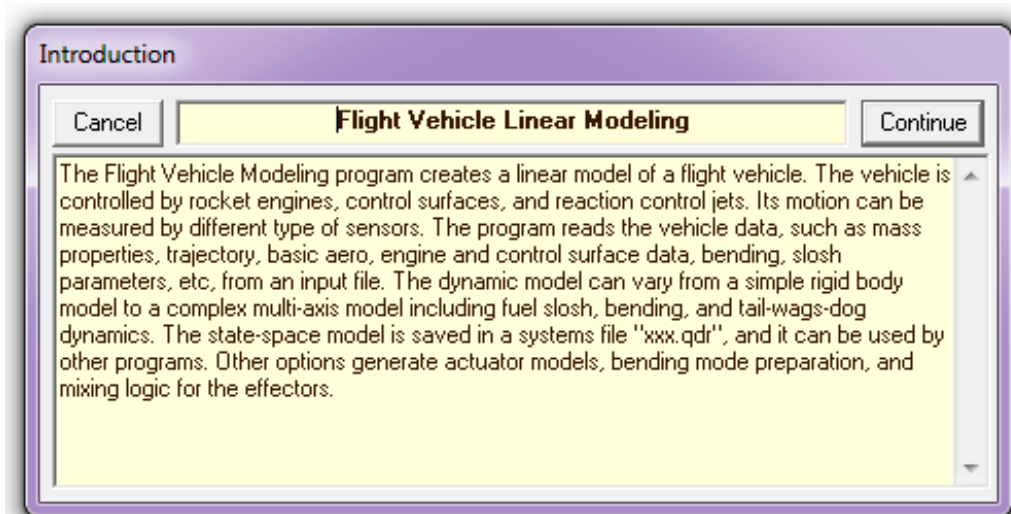 Introduction
Cancel
Flight Vehicle Linear Modeling
Continue
The Flight Vehicle Modeling program creates a linear model of a flight vehicle. The vehicle is
controlled by rocket engines, control surfaces, and reaction control jets. Its motion can be
measured by different type of sensors. The program reads the vehicle data, such as mass
properties, trajectory, basic aero, engine and control surface data, bending, slosh
parameters, etc, from an input file. The dynamic model can vary from a simple rigid body
model to a complex multi-axis model including fuel slosh, bending, and tail-wags-dog
dynamics. The state-space model is saved in a systems file "xxx.qdr", and it can be used by
other programs. Other options generate actuator models, bending mode preparation, and
mixing logic for the effectors.